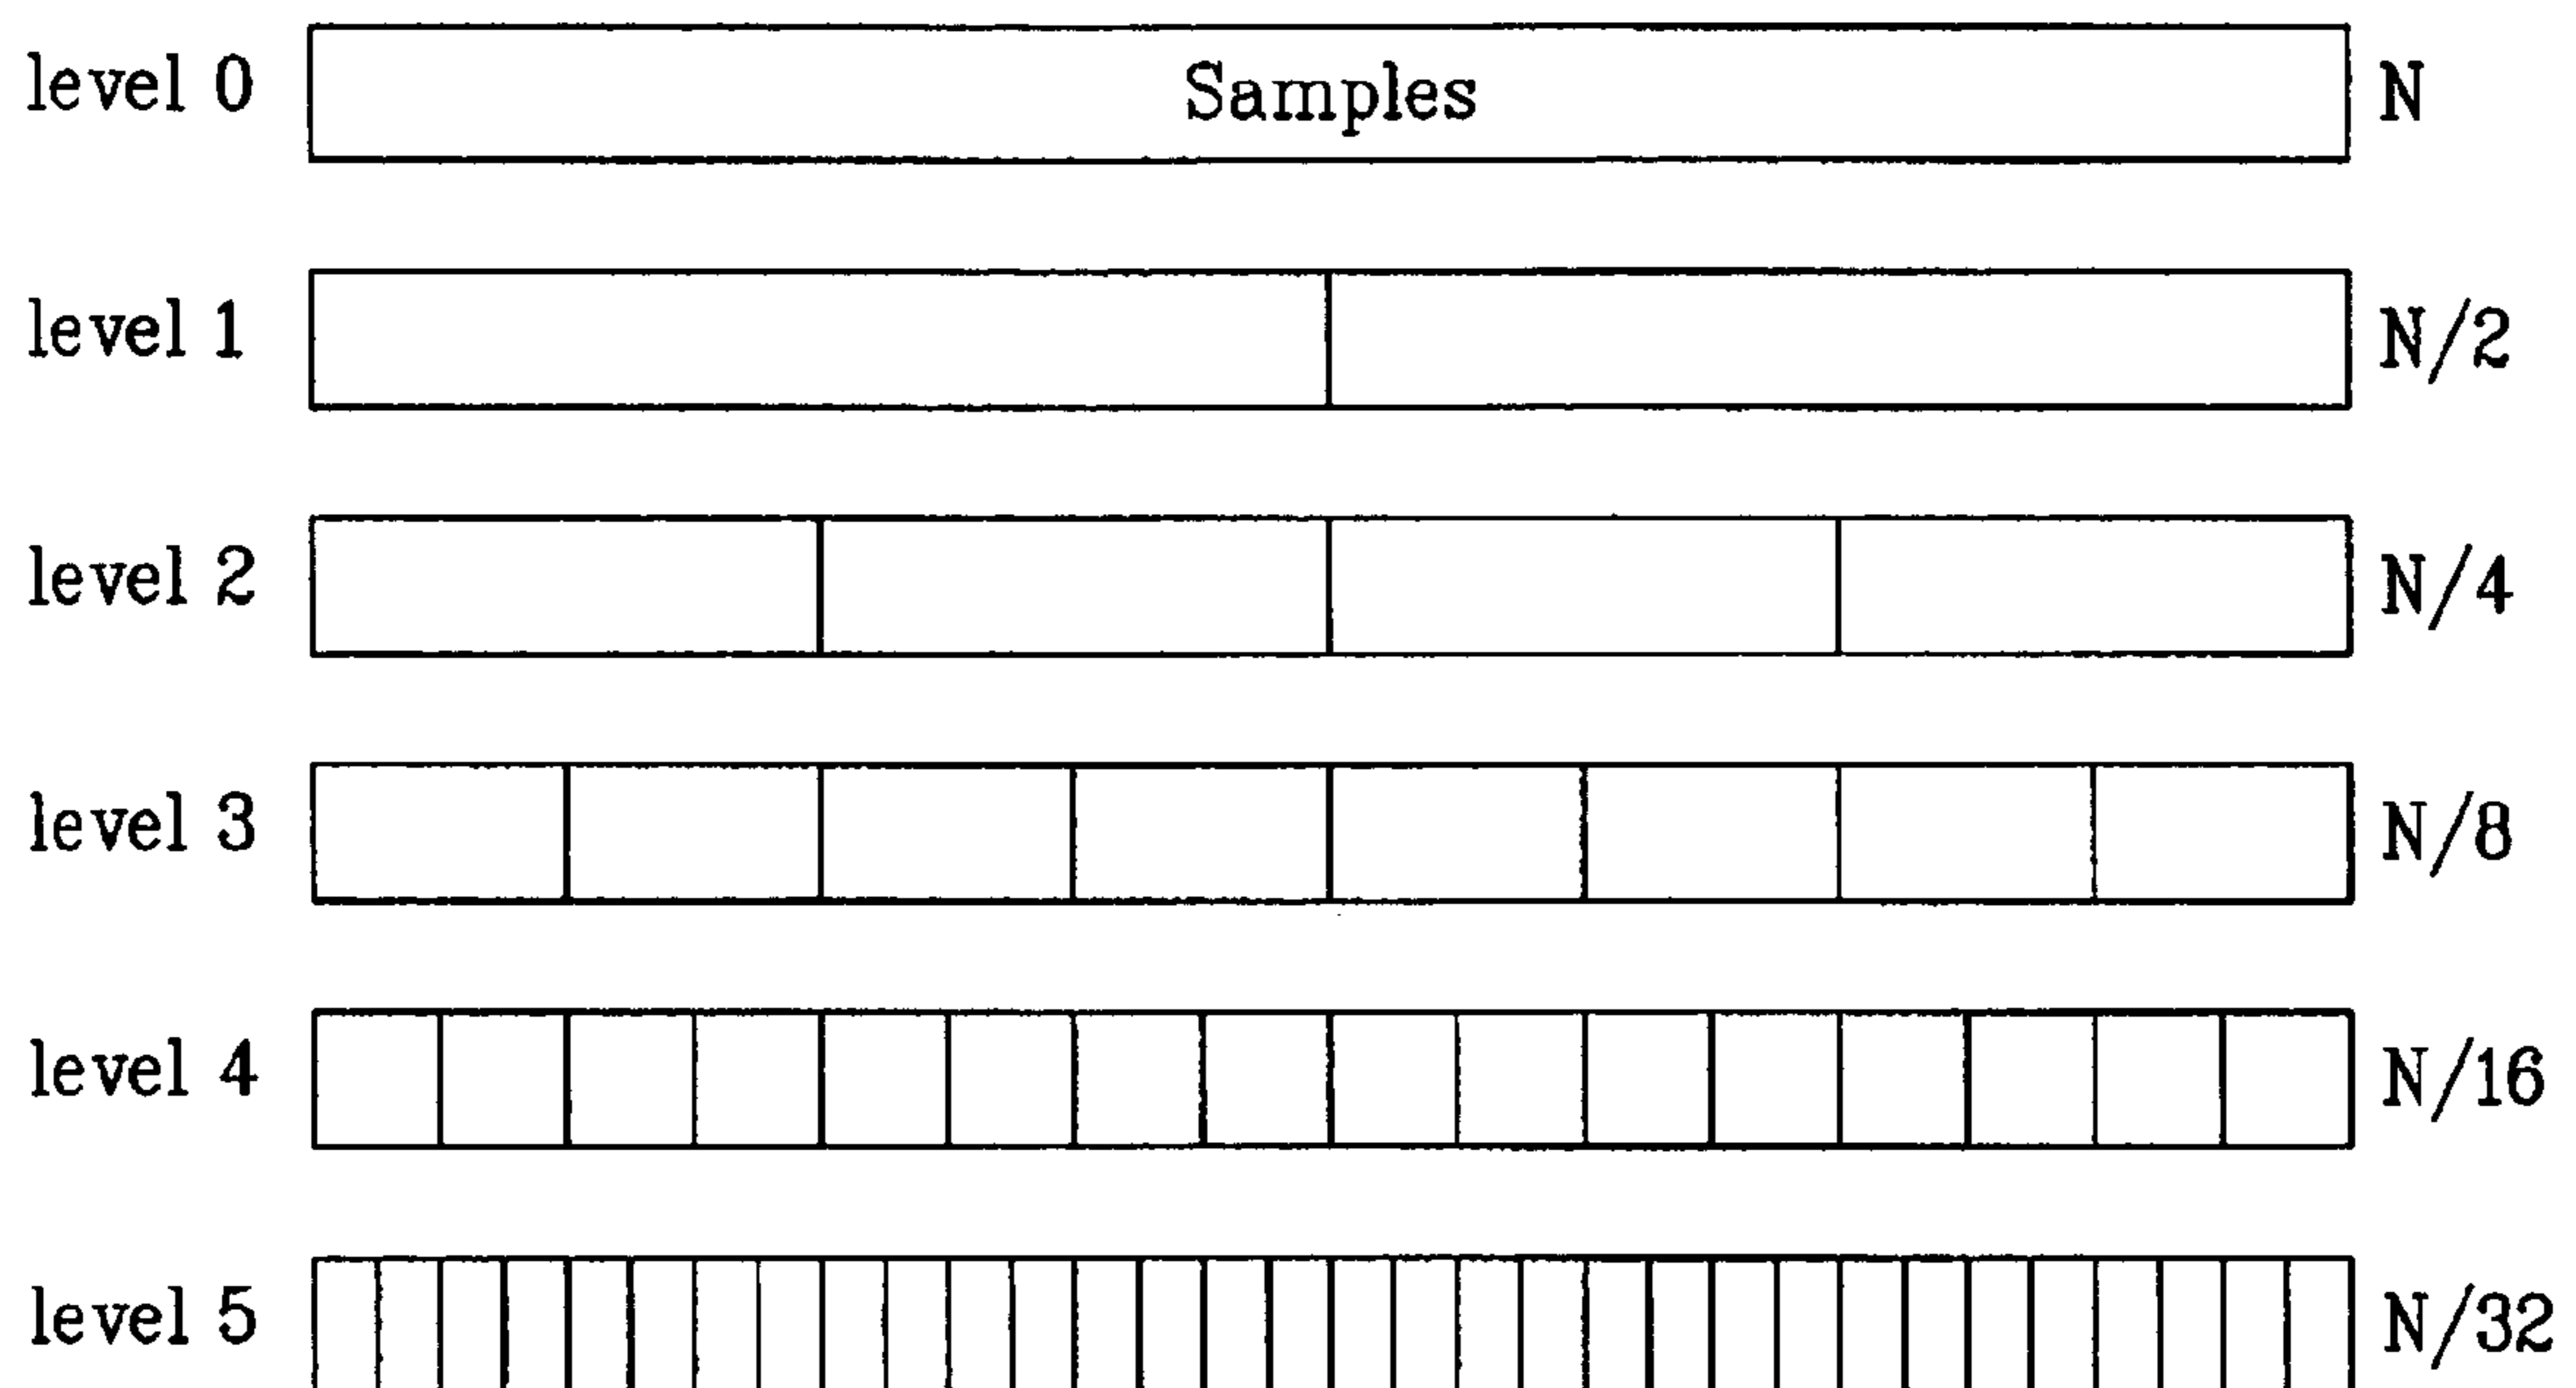 level 0 Samples N
level 1 N/2
level 2 N/4
level 3 N/8
level 4 N/16
level 5 N/32